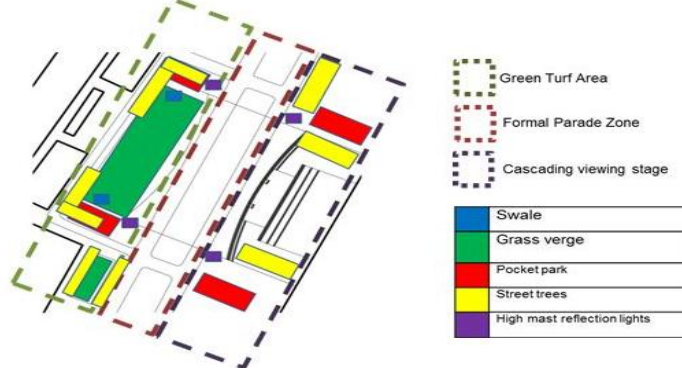 Green Turf Area
Formal Parade Zone
Cascading viewing stage
Swale
Grass verge
Pocket park
Street trees
High mast reflection lights